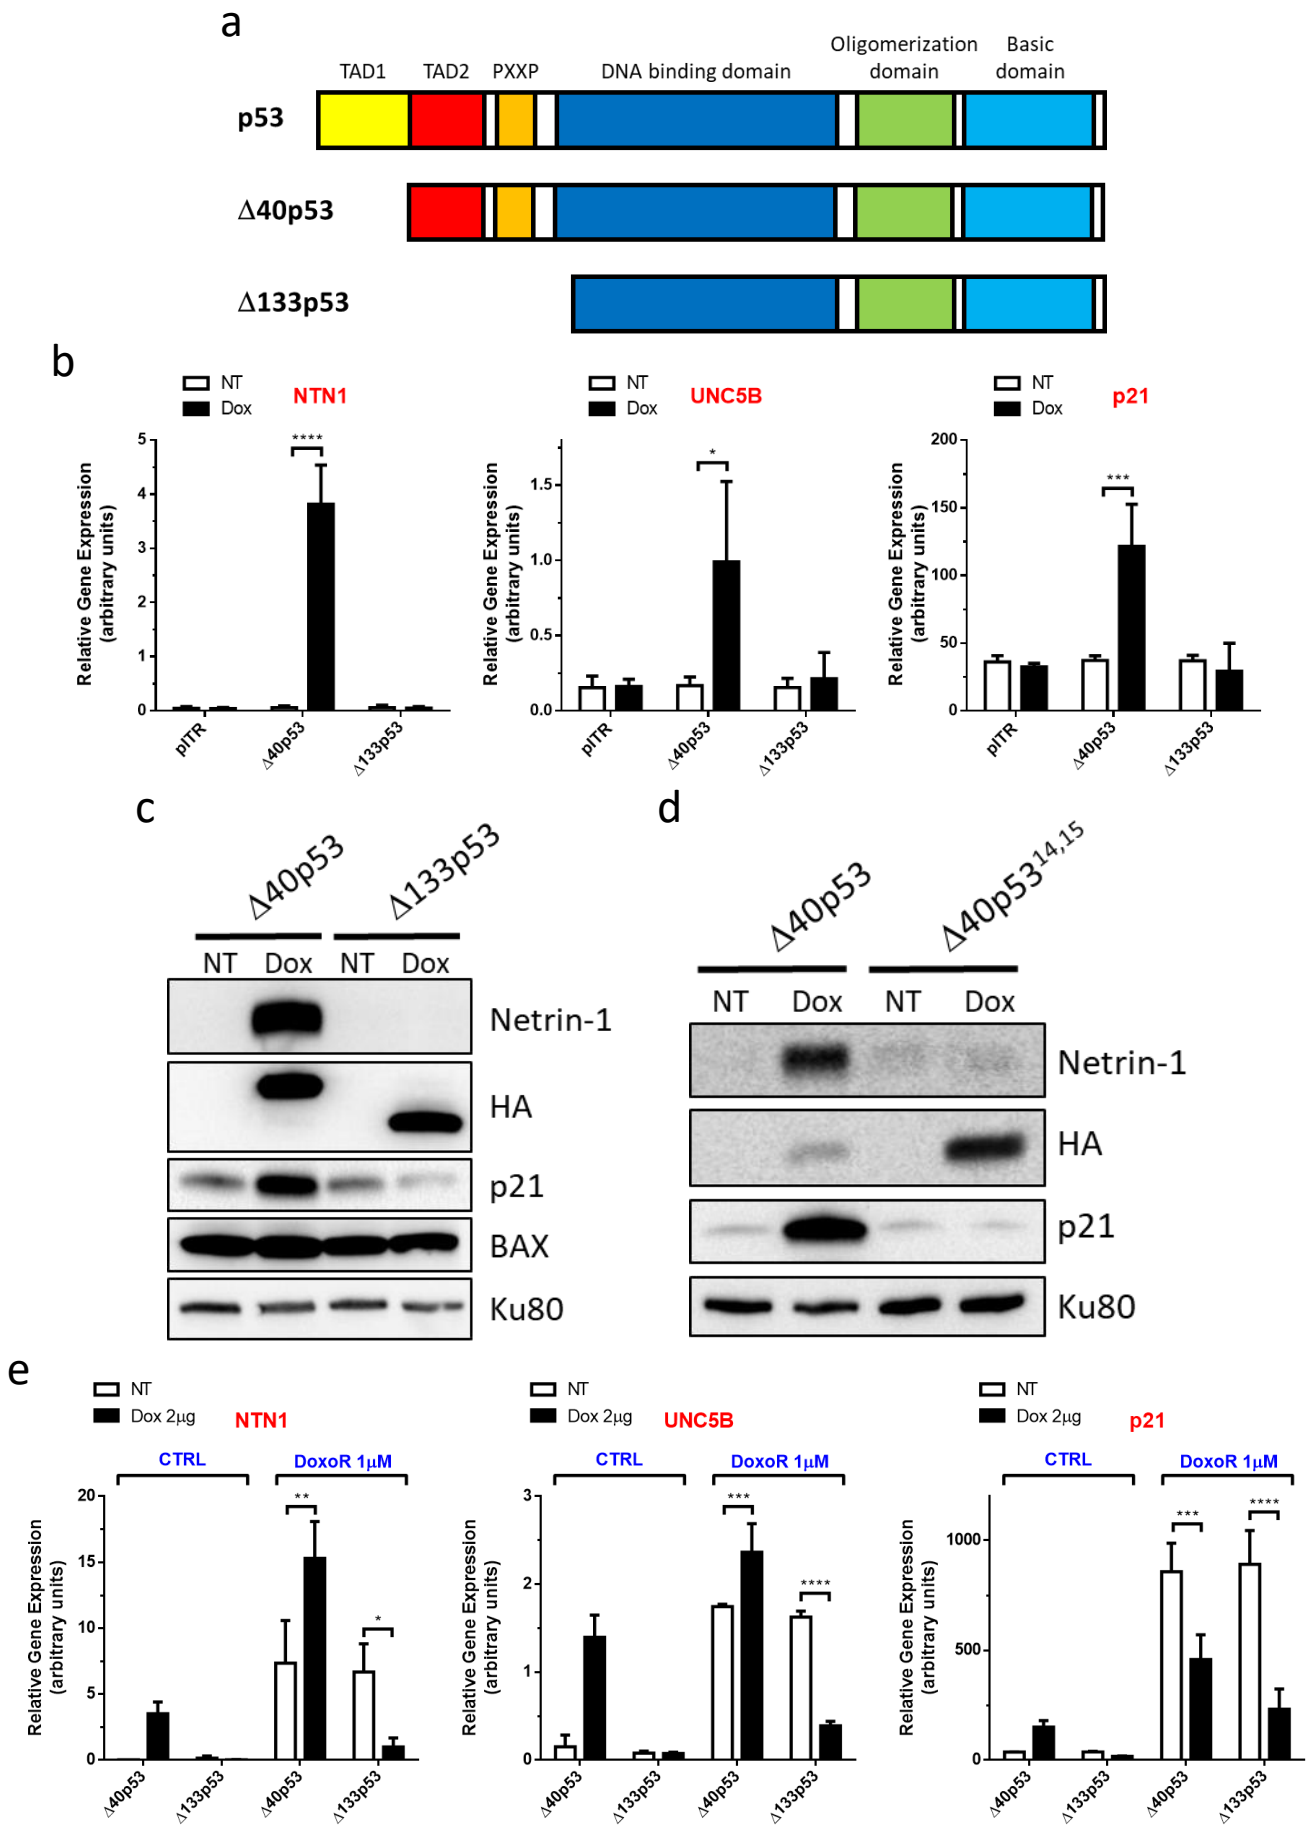 a
TAD1 TAD2 PXXP DNA binding domain Oligomerization domain Basic domain
p53
Δ40p53
Δ133p53
b
NT
Dox
NTN1
Relative Gene Expression
(arbitrary units)
5
4
3
2
1
0
pITR Δ40p53 Δ133p53
NT
Dox
UNC5B
Relative Gene Expression
(arbitrary units)
1.5
1.0
0.5
0.0
pITR Δ40p53 Δ133p53
NT
Dox
p21
Relative Gene Expression
(arbitrary units)
200
150
100
50
0
pITR Δ40p53 Δ133p53
**** * ***
c
Δ40p53 Δ133p53
NT Dox NT Dox
Netrin-1
HA
p21
BAX
Ku80
d
Δ40p53 Δ40p5314,15
NT Dox NT Dox
Netrin-1
HA
p21
Ku80
e
NT
Dox 2μg
NTN1
CTRL DoxoR 1μM
** *
Relative Gene Expression
(arbitrary units)
20
15
10
5
0
Δ40p53 Δ133p53 Δ40p53 Δ133p53
NT
Dox 2μg
UNC5B
CTRL DoxoR 1μM
*** ****
Relative Gene Expression
(arbitrary units)
3
2
1
0
Δ40p53 Δ133p53 Δ40p53 Δ133p53
NT
Dox 2μg
p21
CTRL DoxoR 1μM
*** ****
Relative Gene Expression
(arbitrary units)
1000
500
0
Δ40p53 Δ133p53 Δ40p53 Δ133p53